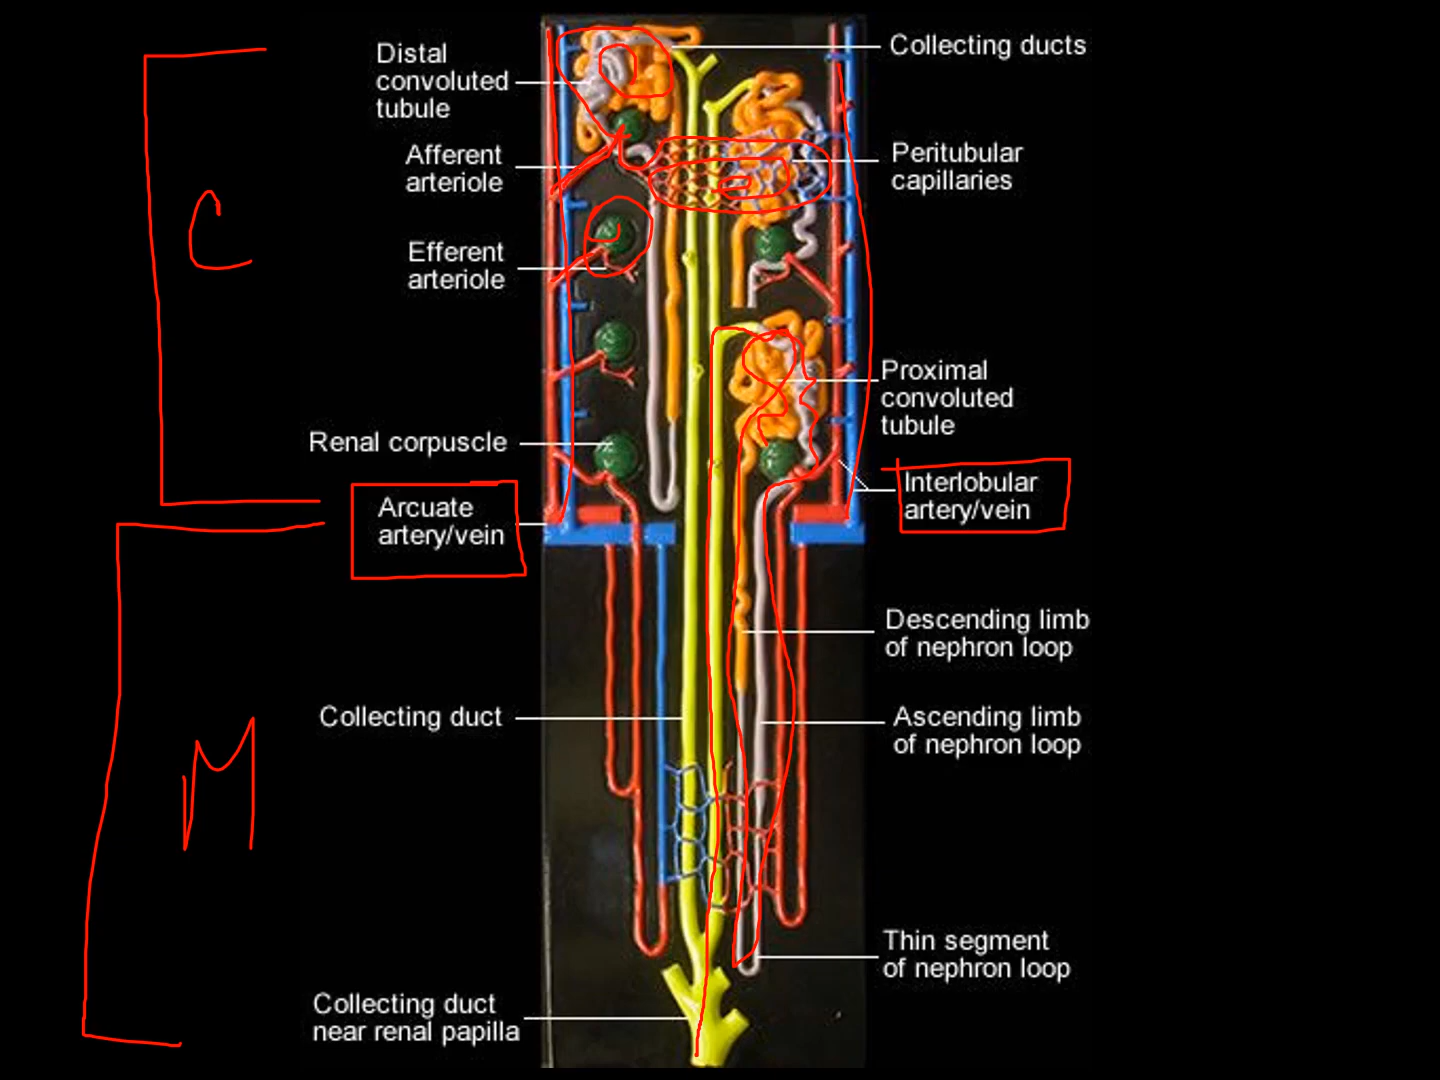 Distal
convoluted
tubule
Collecting ducts
Afferent
arteriole
Peritubular
capillaries
C
Efferent
arteriole
Proximal
convoluted
tubule
Renal corpuscle
Interlobular
artery/vein
Arcuate
artery/vein
Descending limb
of nephron loop
M
Collecting duct
Ascending limb
of nephron loop
Thin segment
of nephron loop
Collecting duct
near renal papilla